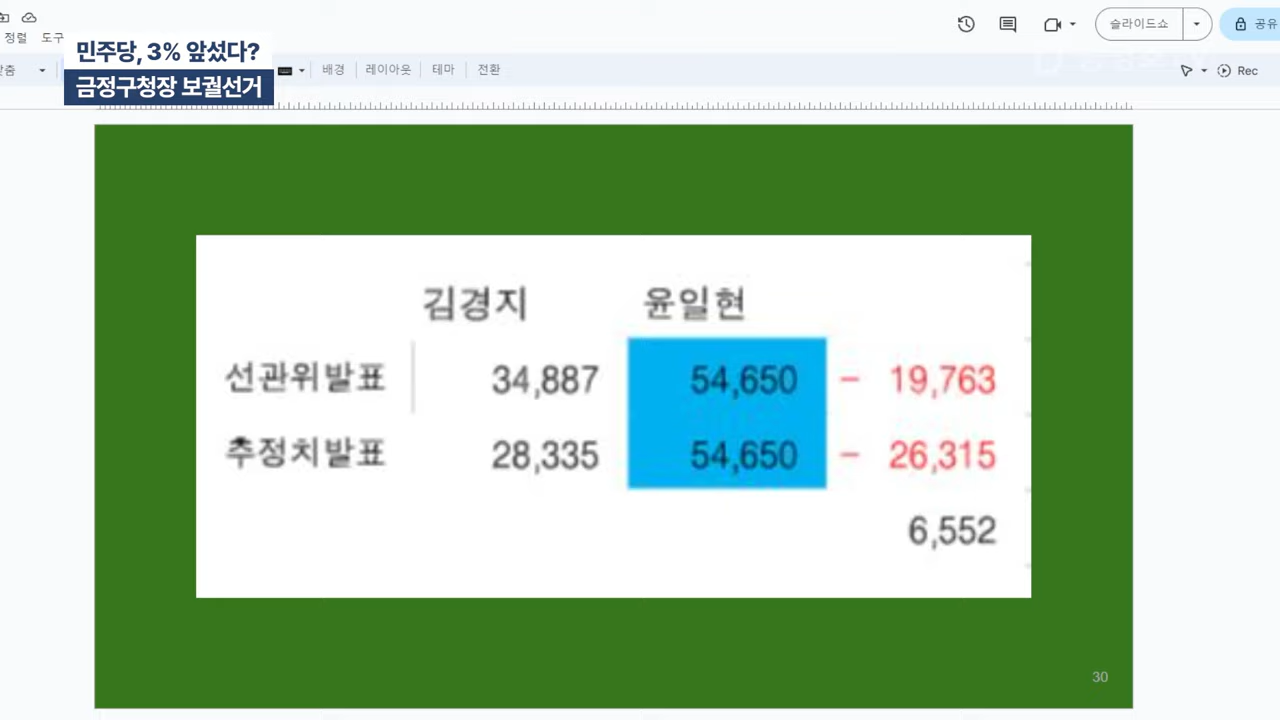 슬라이드쇼
공유
정렬 도구
민주당, 3% 앞섰다?
금정구청장 보궐선거
맞춤 배경 레이아웃 테마 전환 Rec
김경지 윤일현
선관위발표 34,887 54,650 - 19,763
추정치발표 28,335 54,650 - 26,315
6,552
30